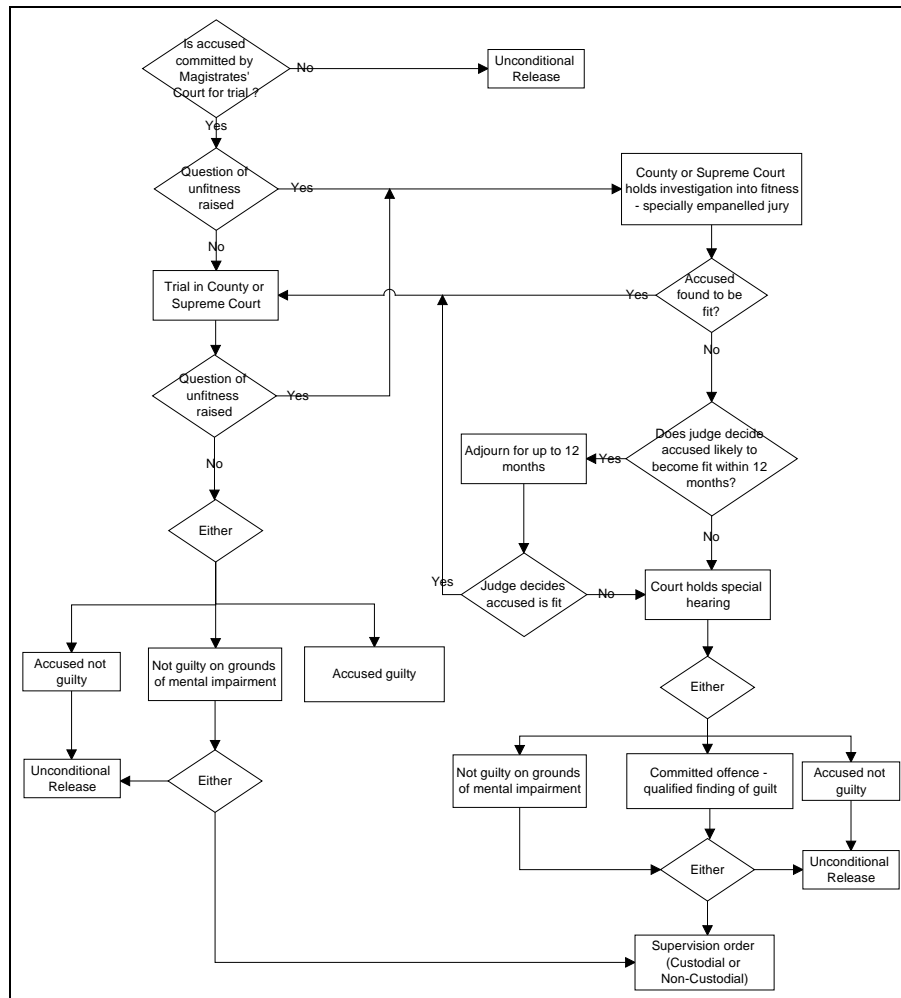 Is accused
committed by
Magistrates'
Court for trial ?
No
Unconditional
Release
Yes
Question of
unfitness
raised
Yes
County or Supreme Court
holds investigation into fitness
- specially empanelled jury
No
Trial in County or
Supreme Court
Yes
Accused
found to be
fit?
No
Question of
unfitness
raised
Yes
Does judge decide
accused likely to
become fit within 12
months?
Yes
Adjourn for up to 12
months
No
No
Either
Yes
Judge decides
accused is fit
No
Court holds special
hearing
Accused not
guilty
Not guilty on grounds
of mental impairment
Accused guilty
Either
Unconditional
Release
Either
Not guilty on grounds
of mental impairment
Committed offence -
qualified finding of guilt
Accused not
guilty
Either
Unconditional
Release
Supervision order
(Custodial or
Non-Custodial)